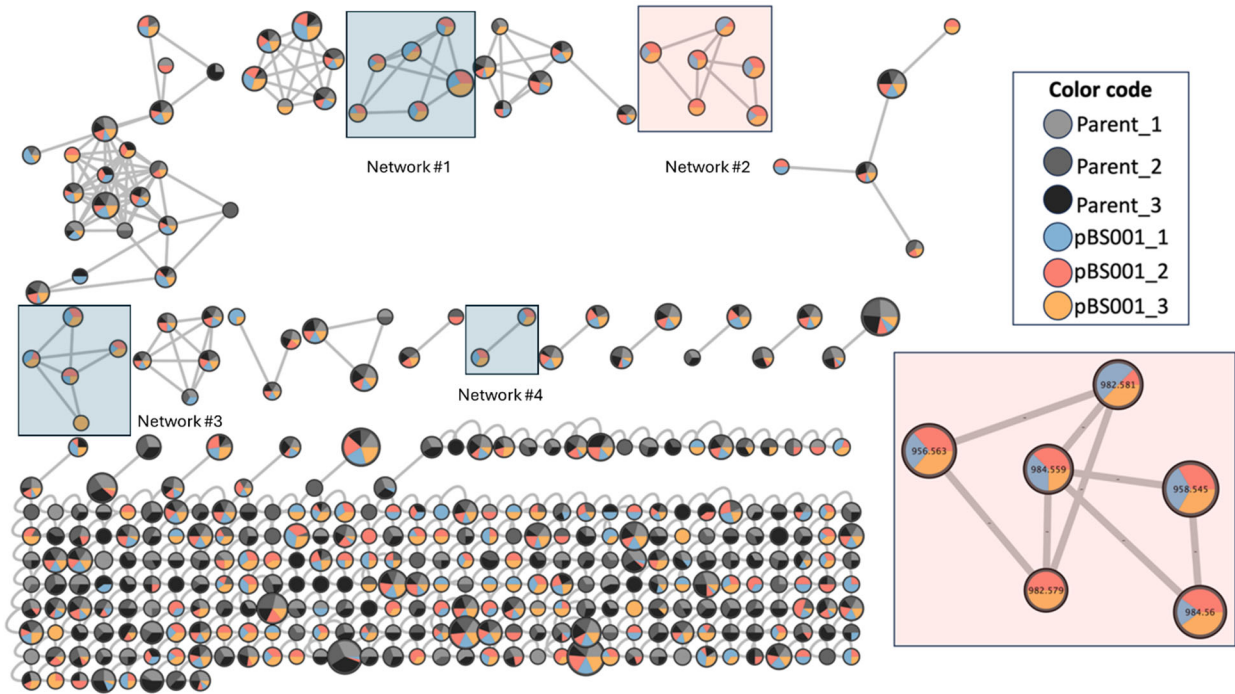 Network #1
Network #2
Color code
Parent_1
Parent_2
Parent_3
pBS001_1
pBS001_2
pBS001_3
Network #3
Network #4
982.581
956.563
984.559
958.545
982.579
984.56